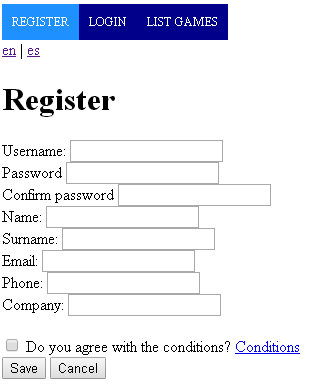 REGISTER LOGIN LIST GAMES
en | es
Register
Username:
Password
Confirm password
Name:
Surname:
Email:
Phone:
Company:
Do you agree with the conditions? Conditions
Save Cancel